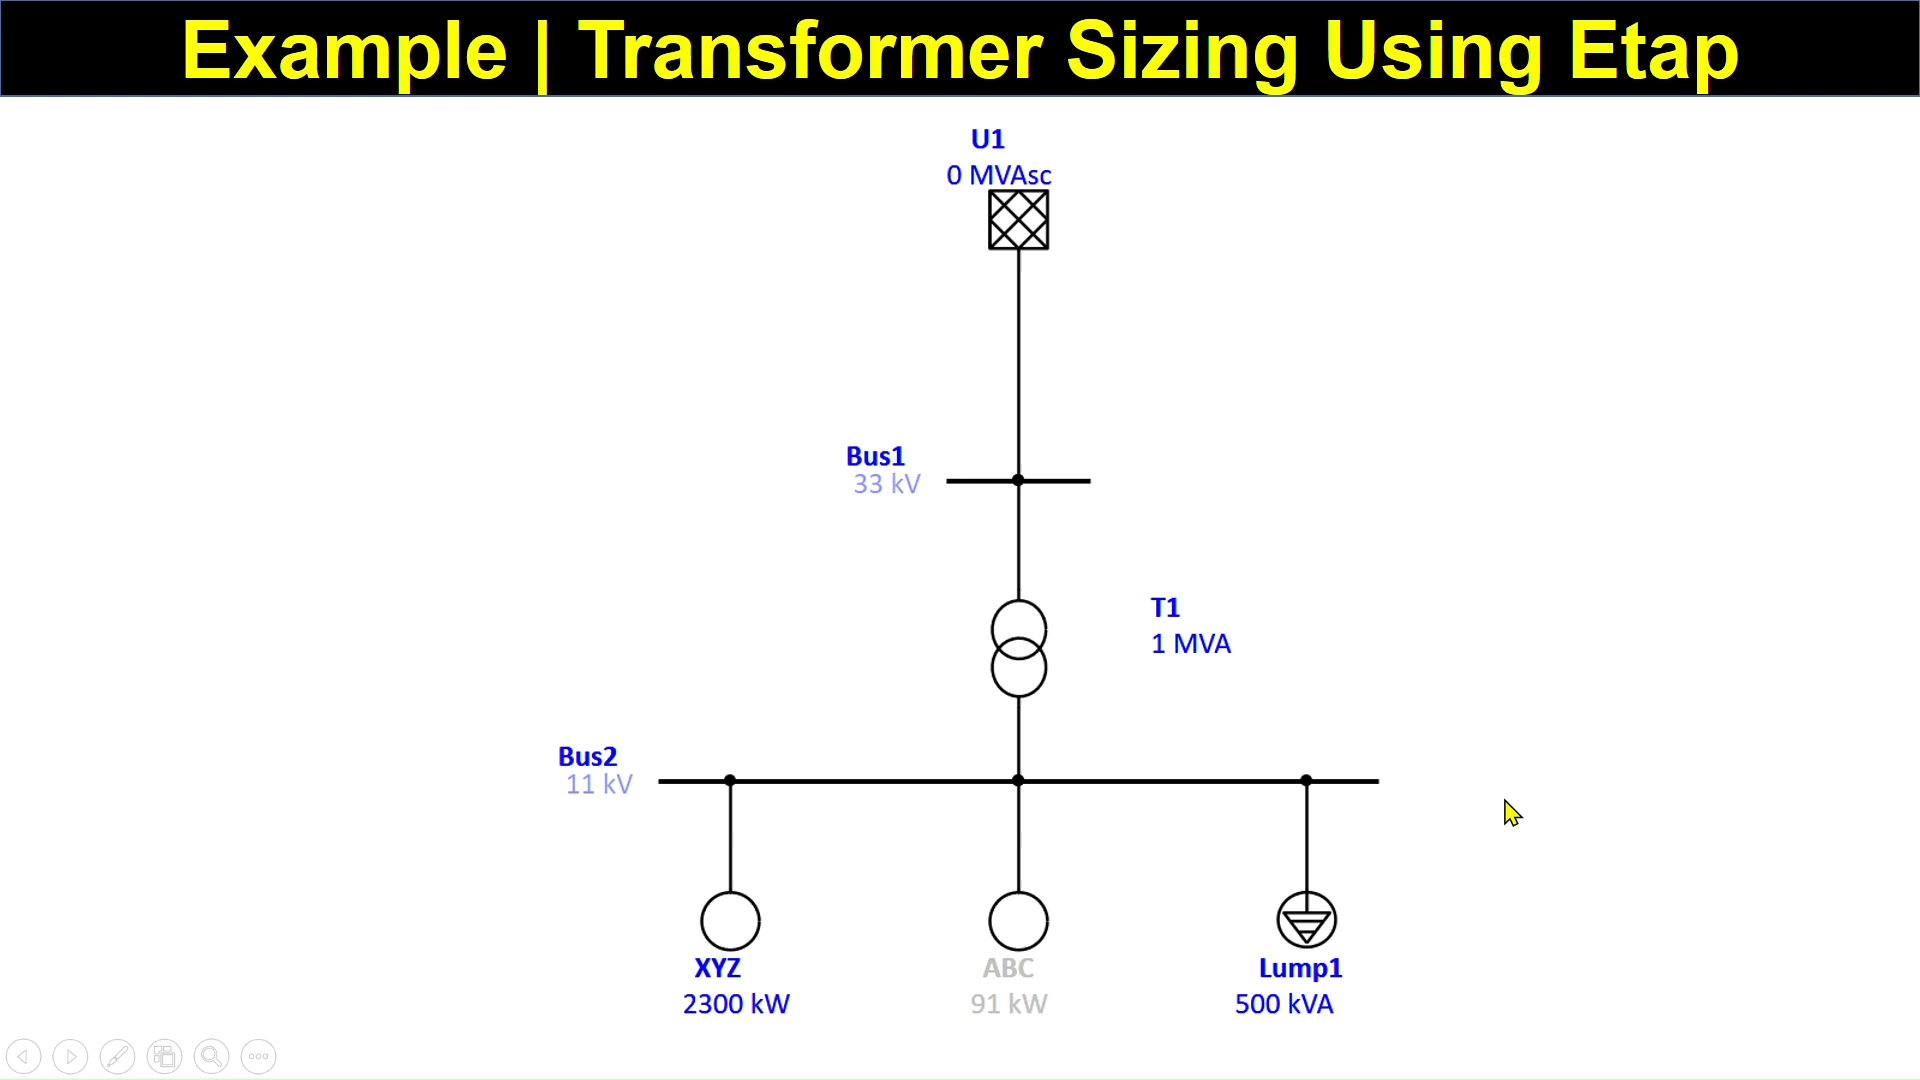 Example | Transformer Sizing Using Etap
U1
0 MVAsc
Bus1
33 kV
T1
1 MVA
Bus2
11 kV
XYZ
2300 kW
ABC
91 kW
Lump1
500 kVA